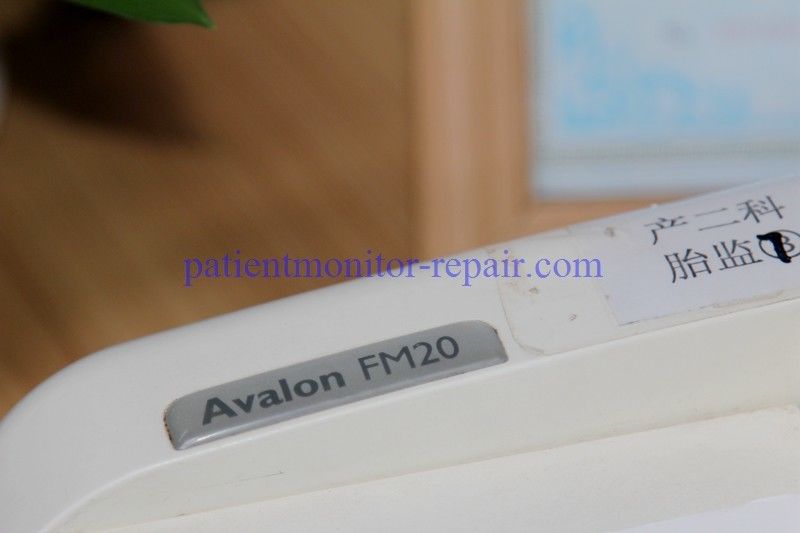 产二科
胎监
patientmonitor-repair.com
Avalon FM20